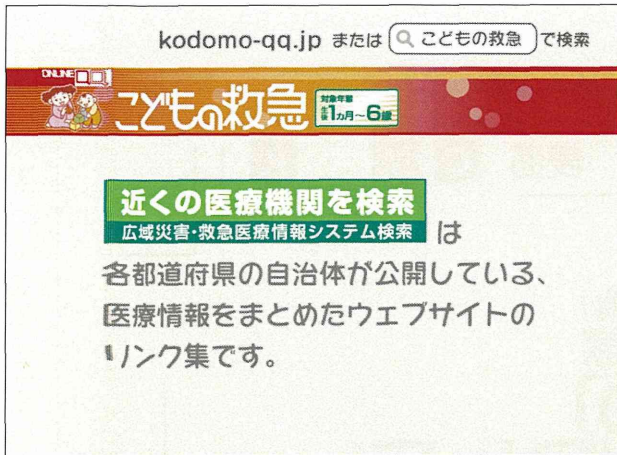 kodomo-qq.jp または こどもの救急 で検索
ONLINE QQ こどもの救急 対象年齢 生後1ヵ月〜6歳
近くの医療機関を検索
広域災害・救急医療情報システム検索 は
各都道府県の自治体が公開している、
医療情報をまとめたウェブサイトの
リンク集です。